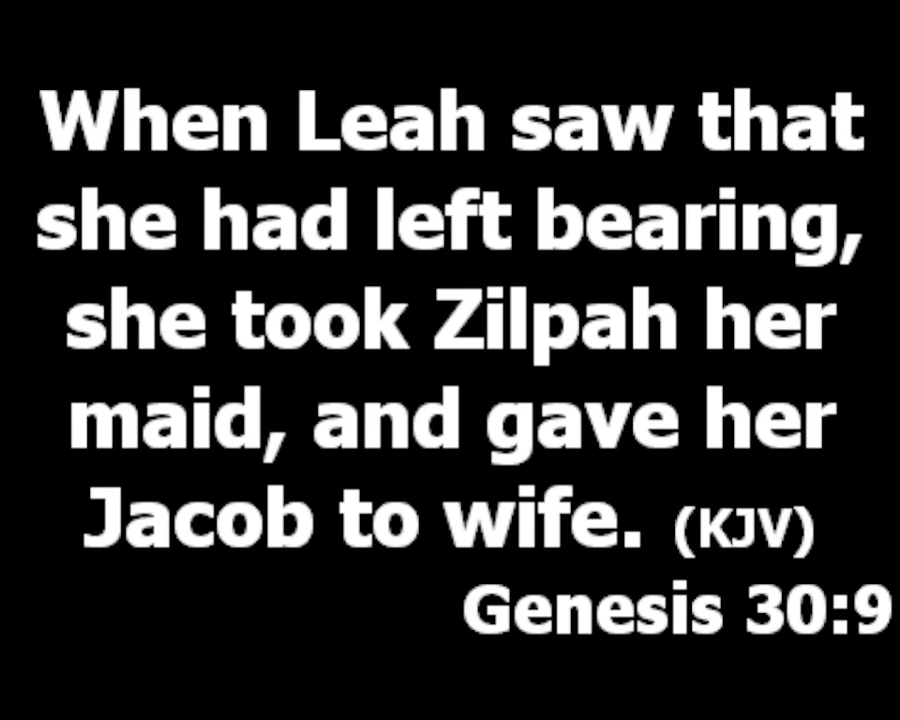 When Leah saw that
she had left bearing,
she took Zilpah her
maid, and gave her
Jacob to wife. (KJV)
Genesis 30:9